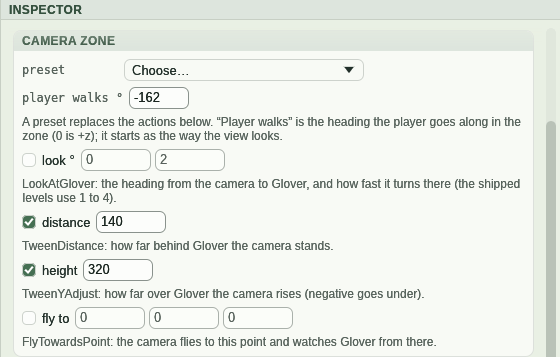 INSPECTOR
CAMERA ZONE
preset Choose…
player walks ° -162
A preset replaces the actions below. “Player walks” is the heading the player goes along in the
zone (0 is +z); it starts as the way the view looks.
look ° 0 2
LookAtGlover: the heading from the camera to Glover, and how fast it turns there (the shipped
levels use 1 to 4).
distance 140
TweenDistance: how far behind Glover the camera stands.
height 320
TweenYAdjust: how far over Glover the camera rises (negative goes under).
fly to 0 0 0
FlyTowardsPoint: the camera flies to this point and watches Glover from there.